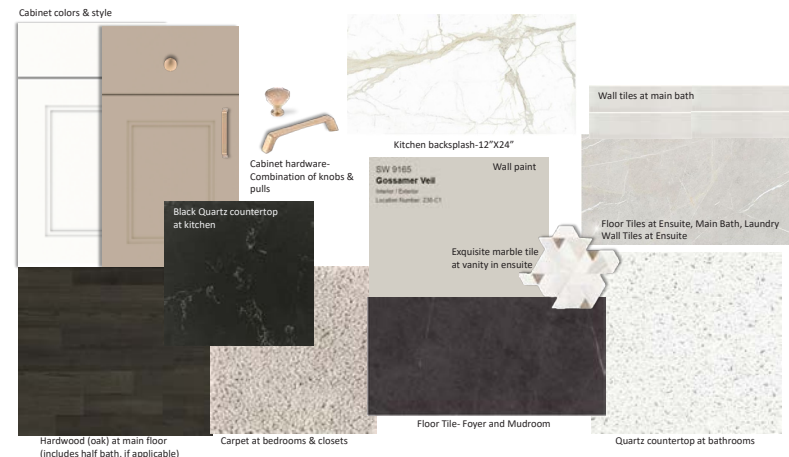 Cabinet colors & style
Kitchen backsplash-12"X24"
Wall tiles at main bath
Cabinet hardware-
Combination of knobs &
pulls
SW 9165
Gossamer Veil
Interior / Exterior
Location Number: 236-C1
Wall paint
Black Quartz countertop
at kitchen
Floor Tiles at Ensuite, Main Bath, Laundry
Wall Tiles at Ensuite
Exquisite marble tile
at vanity in ensuite
Floor Tile- Foyer and Mudroom
Hardwood (oak) at main floor
(includes half bath, if applicable)
Carpet at bedrooms & closets
Quartz countertop at bathrooms